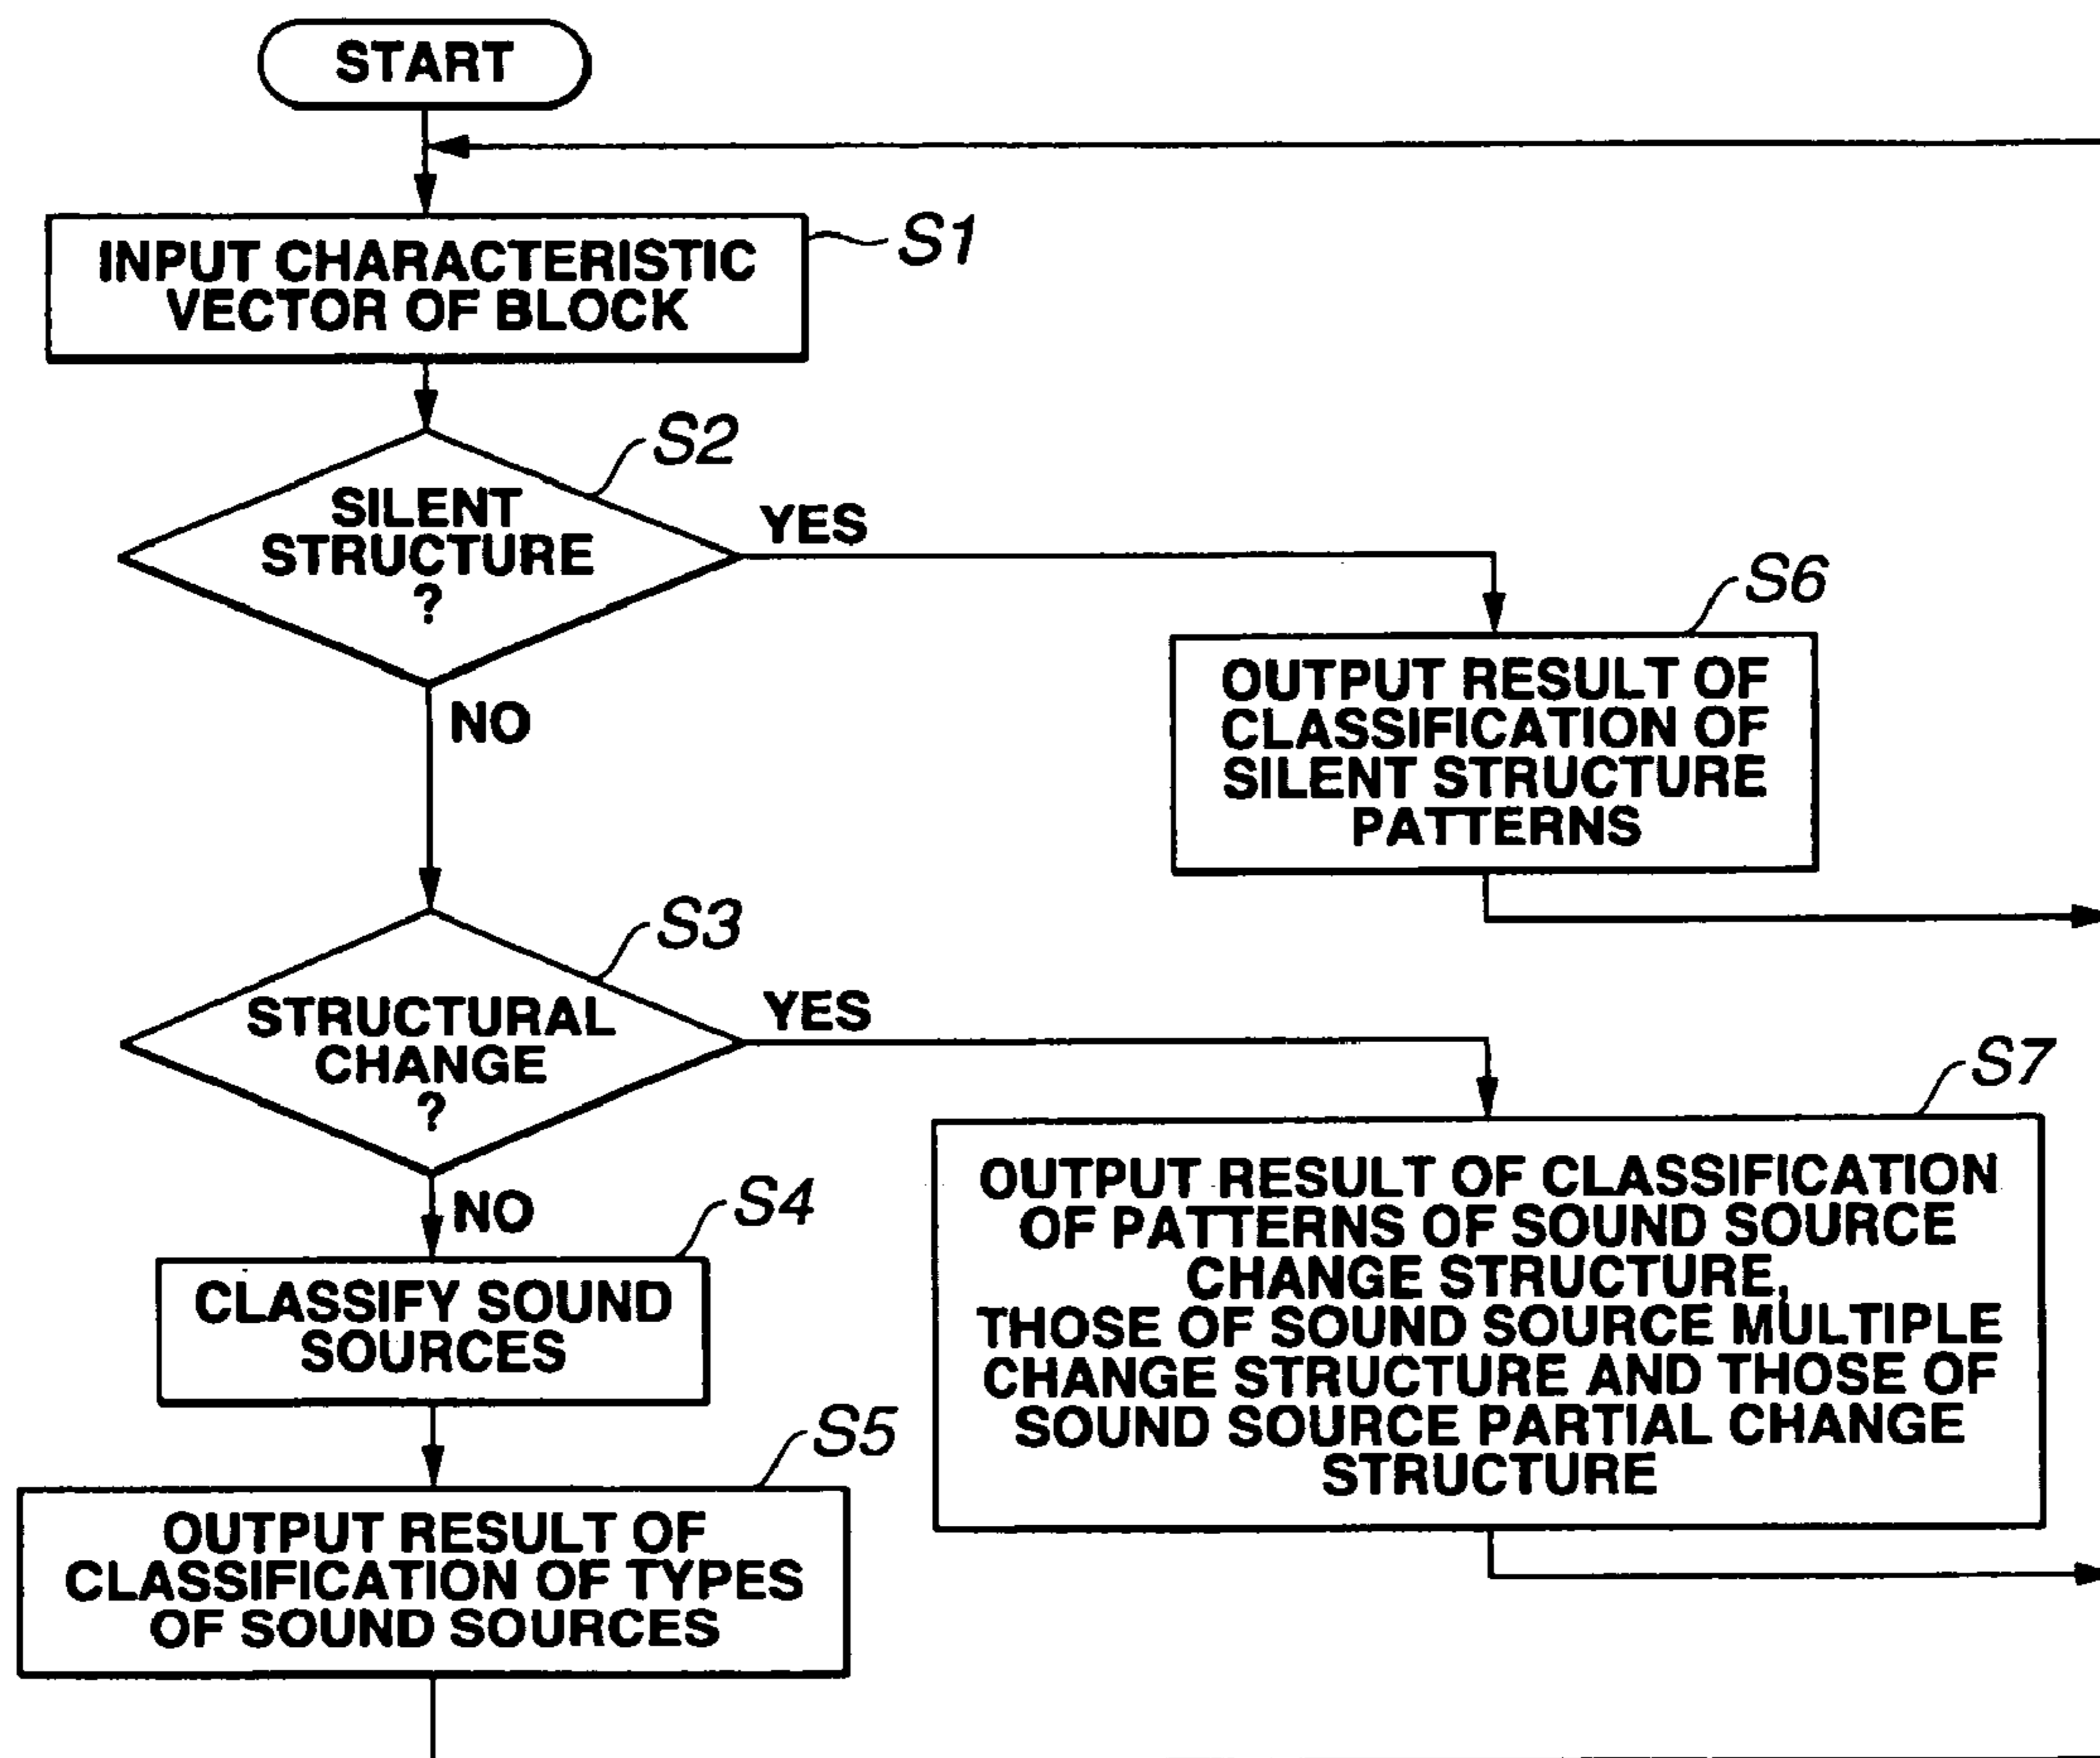 START
INPUT CHARACTERISTIC
VECTOR OF BLOCK
S1
SILENT
STRUCTURE
?
S2
YES
NO
OUTPUT RESULT OF
CLASSIFICATION OF
SILENT STRUCTURE
PATTERNS
S6
STRUCTURAL
CHANGE
?
S3
YES
NO
OUTPUT RESULT OF CLASSIFICATION
OF PATTERNS OF SOUND SOURCE
CHANGE STRUCTURE,
THOSE OF SOUND SOURCE MULTIPLE
CHANGE STRUCTURE AND THOSE OF
SOUND SOURCE PARTIAL CHANGE
STRUCTURE
S7
CLASSIFY SOUND
SOURCES
S4
OUTPUT RESULT OF
CLASSIFICATION OF TYPES
OF SOUND SOURCES
S5